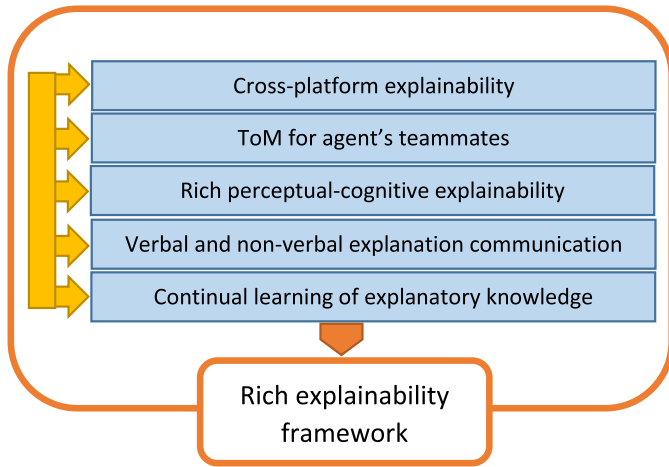 Cross-platform explainability
ToM for agent’s teammates
Rich perceptual-cognitive explainability
Verbal and non-verbal explanation communication
Continual learning of explanatory knowledge
Rich explainability
framework